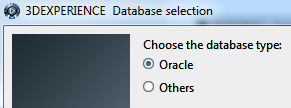 3DEXPERIENCE Database selection
Choose the database type:
Oracle
Others